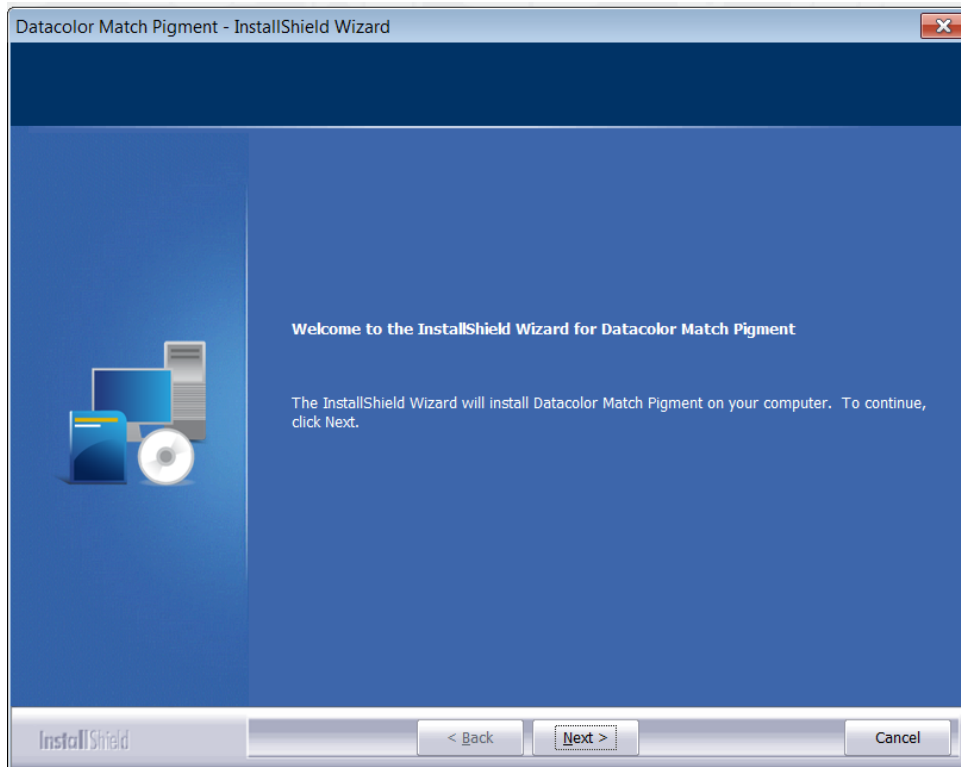 Datacolor Match Pigment - InstallShield Wizard
Welcome to the InstallShield Wizard for Datacolor Match Pigment
The InstallShield Wizard will install Datacolor Match Pigment on your computer.  To continue,
click Next.
InstallShield
< Back
Next >
Cancel